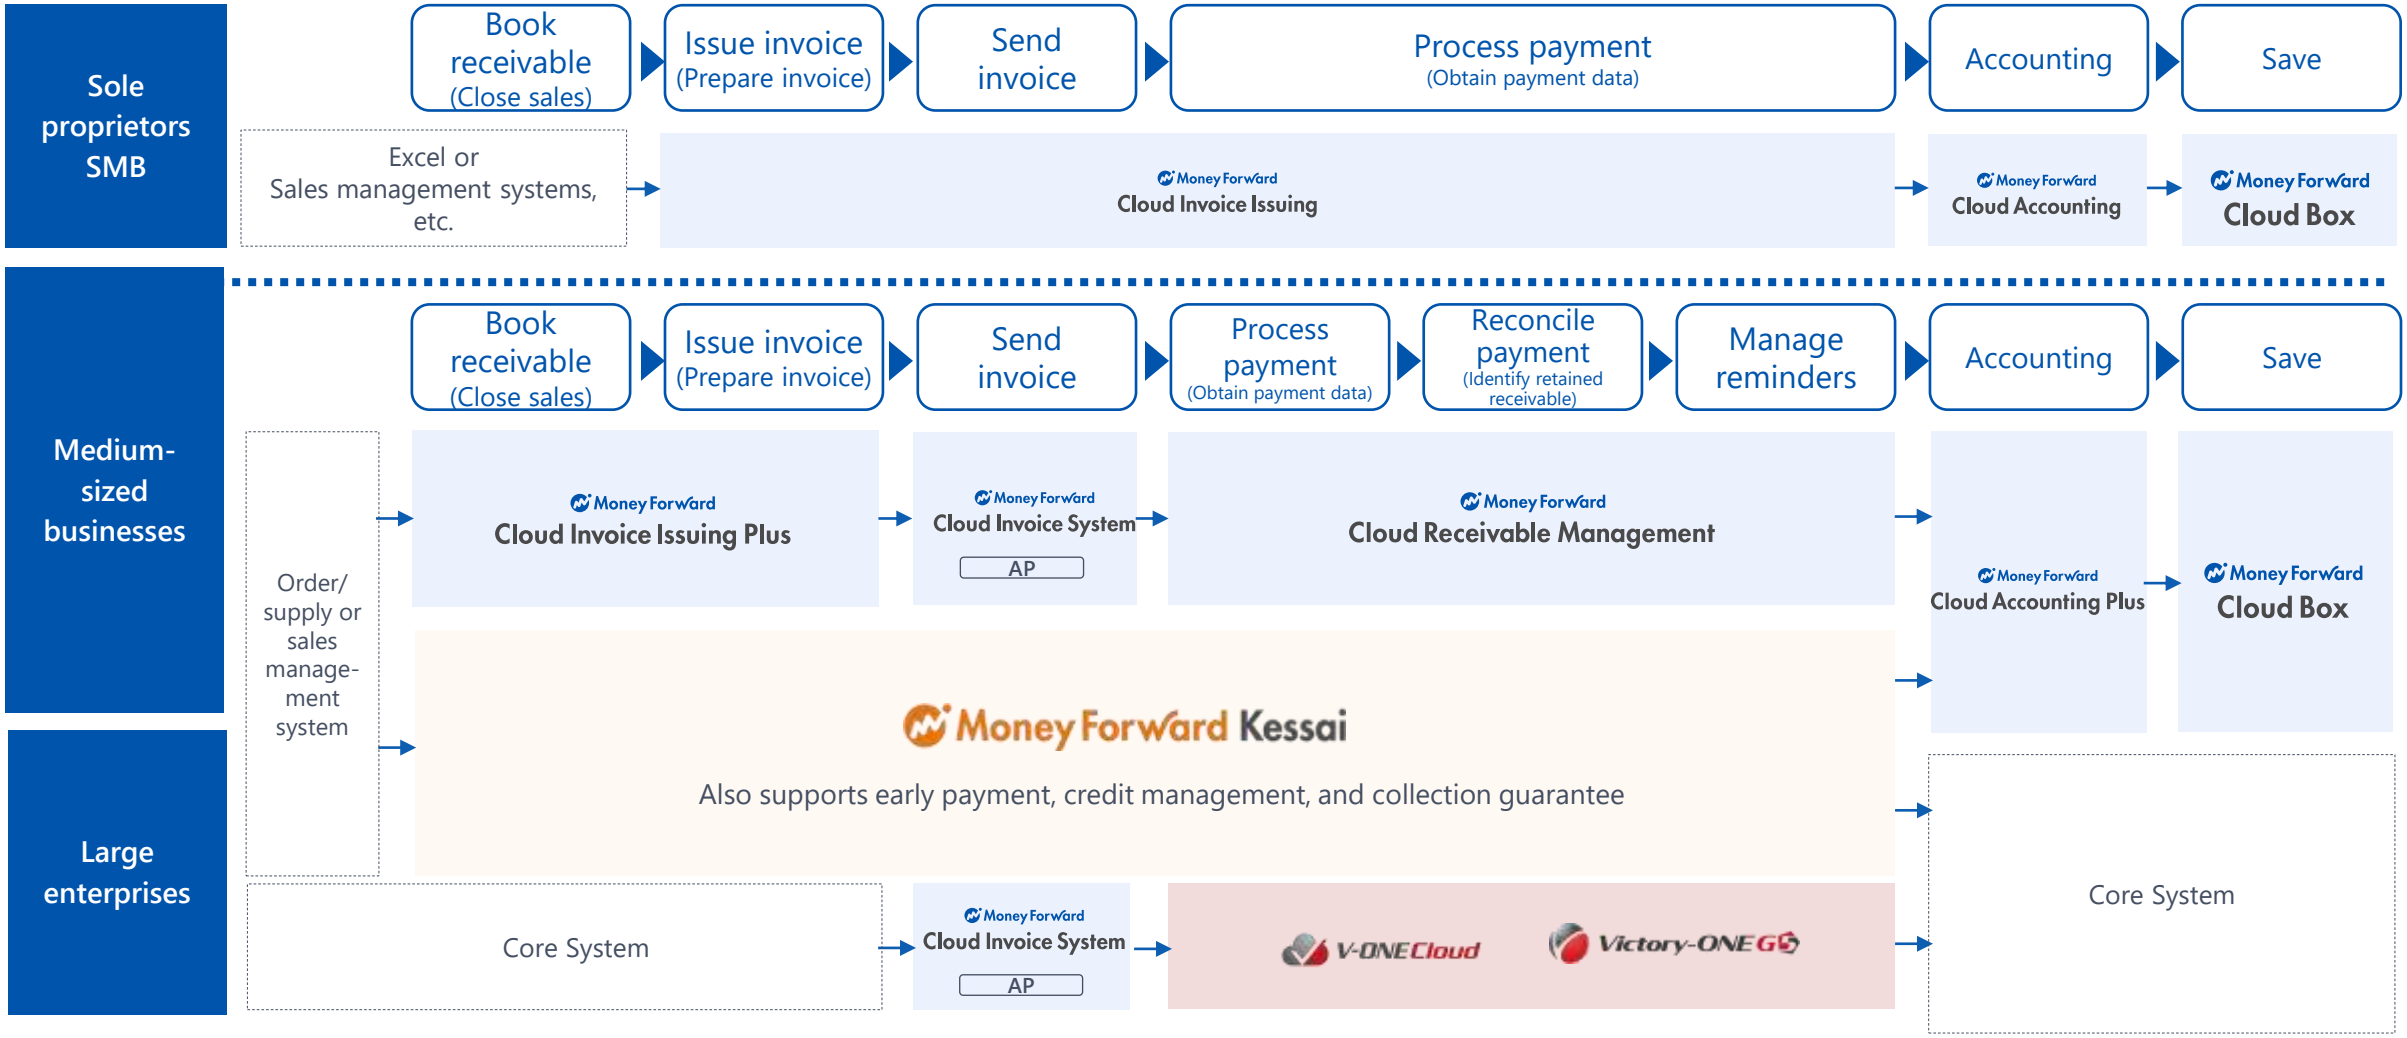 Sole
proprietors
SMB
Book
receivable
(Close sales)
Issue invoice
(Prepare invoice)
Send
invoice
Process payment
(Obtain payment data)
Accounting
Save
Excel or
Sales management systems,
etc.
Money Forward
Cloud Invoice Issuing
Money Forward
Cloud Accounting
Money Forward
Cloud Box
Medium-
sized
businesses
Book
receivable
(Close sales)
Issue invoice
(Prepare invoice)
Send
invoice
Process
payment
(Obtain payment data)
Reconcile
payment
(Identify retained
receivable)
Manage
reminders
Accounting
Save
Order/
supply or
sales
manage-
ment
system
Money Forward
Cloud Invoice Issuing Plus
Money Forward
Cloud Invoice System
AP
Money Forward
Cloud Receivable Management
Money Forward
Cloud Accounting Plus
Money Forward
Cloud Box
Money Forward Kessai
Also supports early payment, credit management, and collection guarantee
Large
enterprises
Core System
Money Forward
Cloud Invoice System
AP
V-ONE Cloud
Victory-ONE G5
Core System